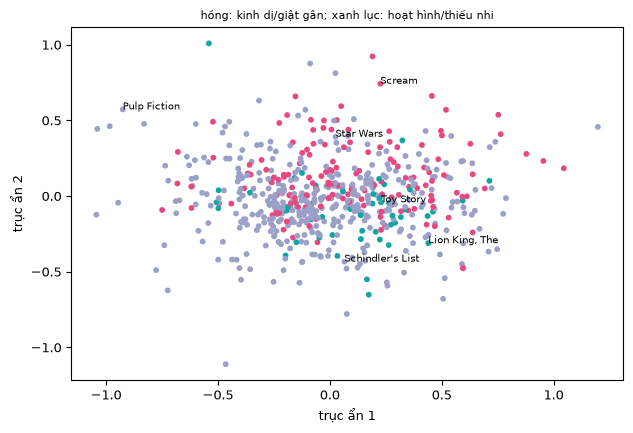 hồng: kinh dị/giật gân; xanh lục: hoạt hình/thiếu nhi
1.0
0.5
0.0
−0.5
−1.0
trục ẩn 2
Scream
Pulp Fiction
Star Wars
Toy Story
Lion King, The
Schindler's List
−1.0
−0.5
0.0
0.5
1.0
trục ẩn 1